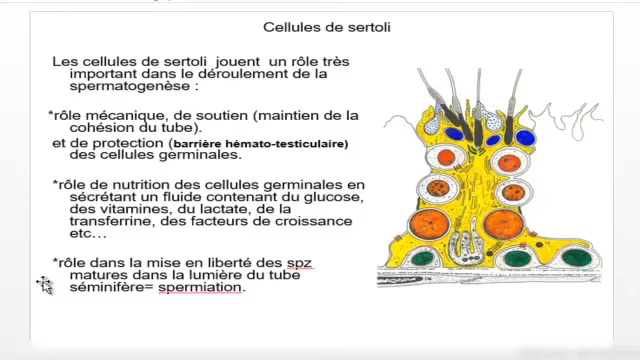 Cellules de sertoli
Les cellules de sertoli jouent un rôle très
important dans le déroulement de la
spermatogenèse :
*rôle mécanique, de soutien (maintien de la
cohésion du tube).
et de protection (barrière hémato-testiculaire)
des cellules germinales.
*rôle de nutrition des cellules germinales en
sécrétant un fluide contenant du glucose,
des vitamines, du lactate, de la
transferrine, des facteurs de croissance
etc…
*rôle dans la mise en liberté des spz
matures dans la lumière du tube
séminifère= spermiation.